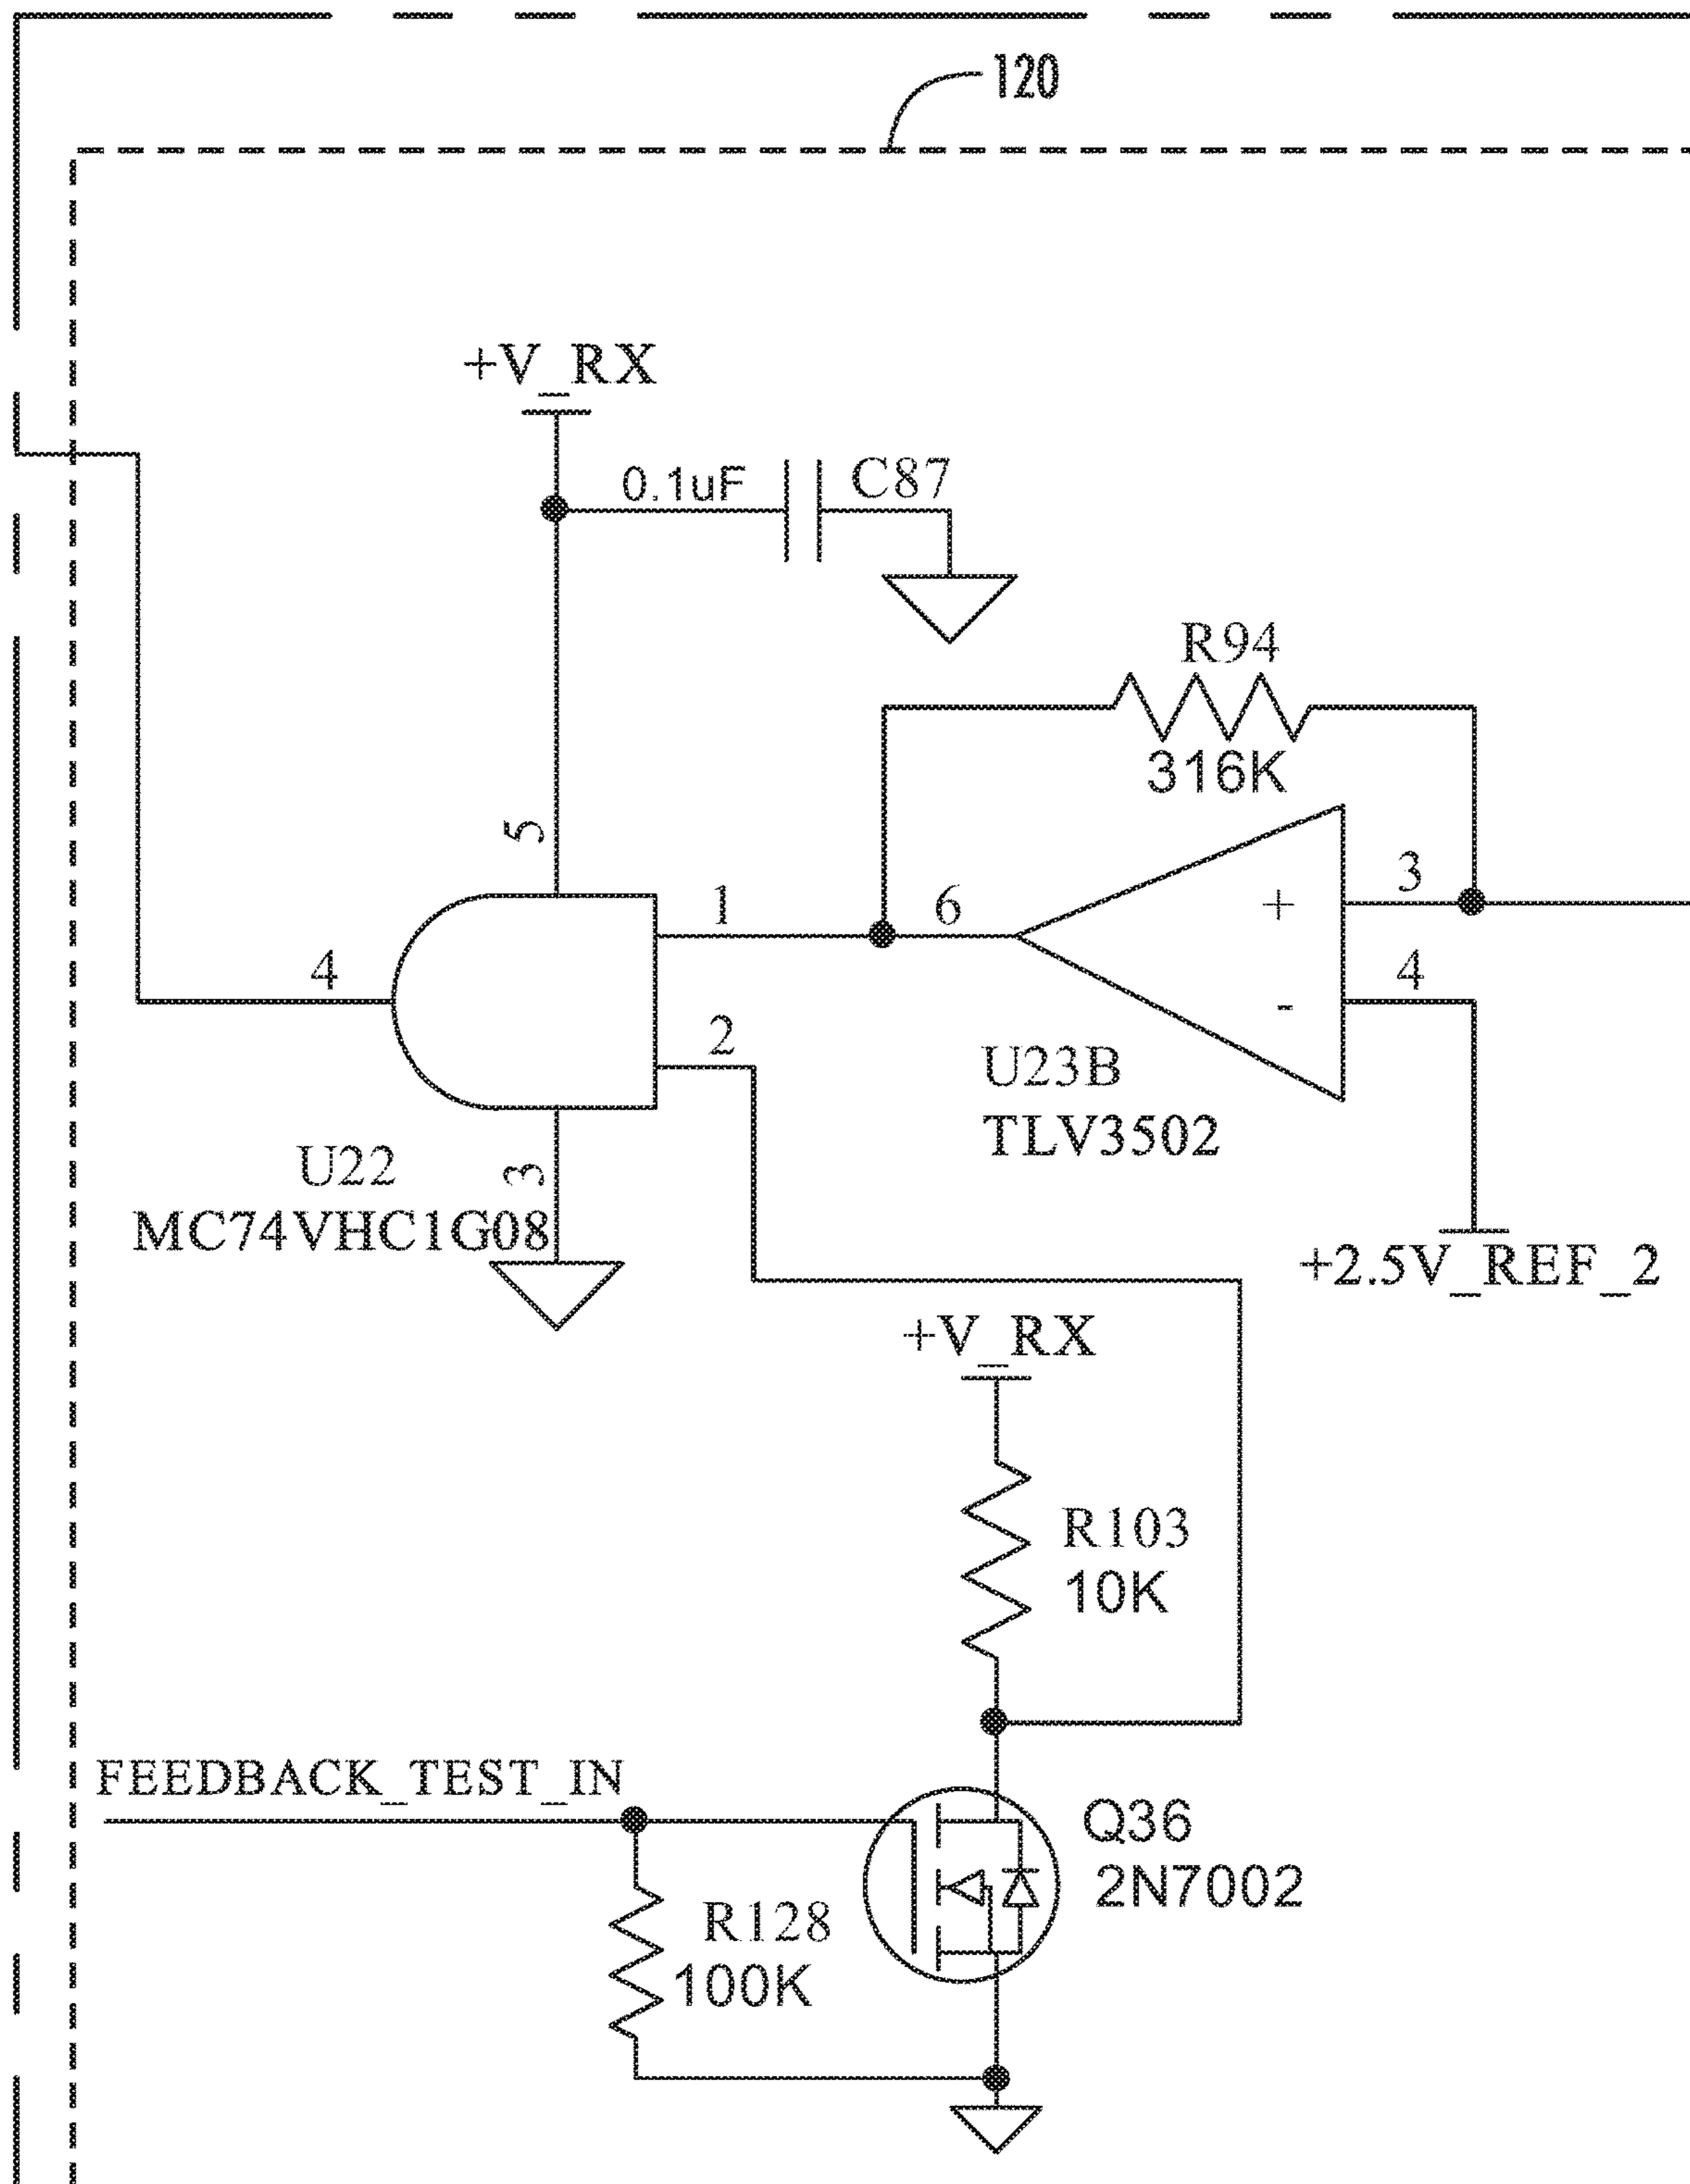 120
+V_RX
0.1uF C87
R94
316K
5
1
6
+
3
4
4
-
2
U23B
TLV3502
U22
3
MC74VHC1G08
+2.5V_REF_2
+V_RX
R103
10K
FEEDBACK_TEST_IN
Q36
2N7002
R128
100K